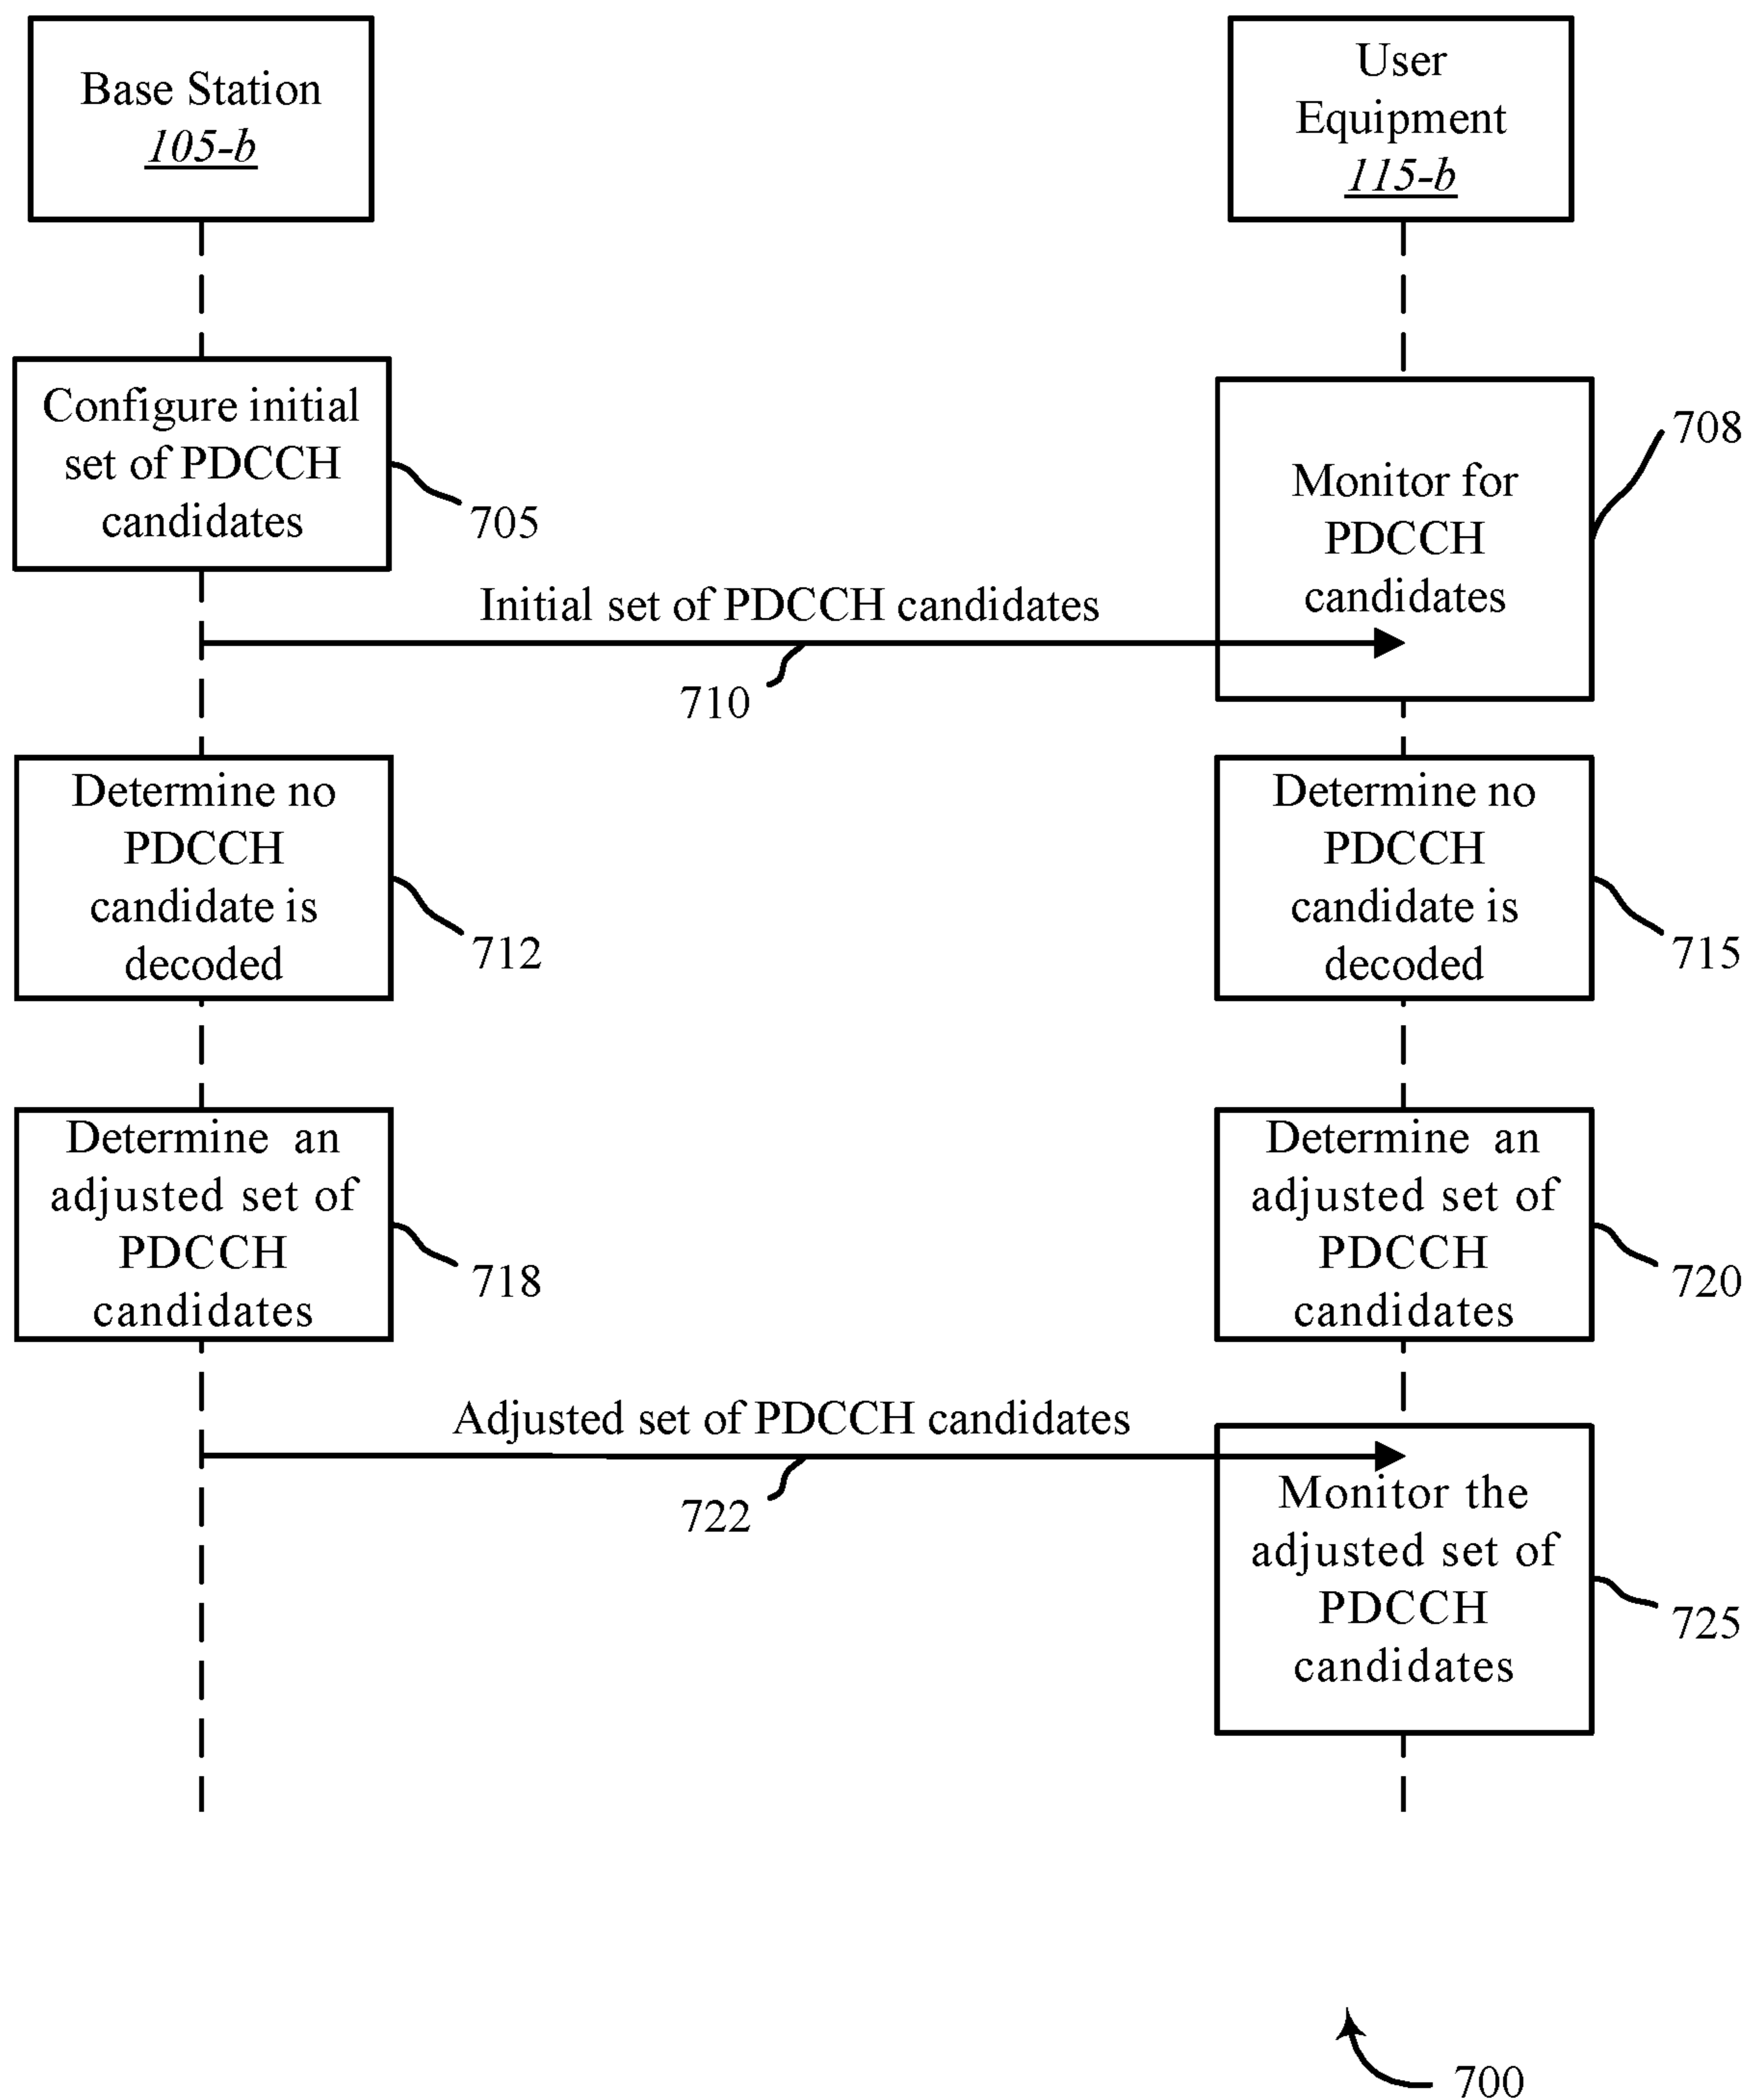 Base Station
105-b
User
Equipment
115-b
Configure initial
set of PDCCH
candidates
705
Monitor for
PDCCH
candidates
708
Initial set of PDCCH candidates
710
Determine no
PDCCH
candidate is
decoded
712
Determine no
PDCCH
candidate is
decoded
715
Determine an
adjusted set of
PDCCH
candidates
718
Determine an
adjusted set of
PDCCH
candidates
720
Adjusted set of PDCCH candidates
722
Monitor the
adjusted set of
PDCCH
candidates
725
700